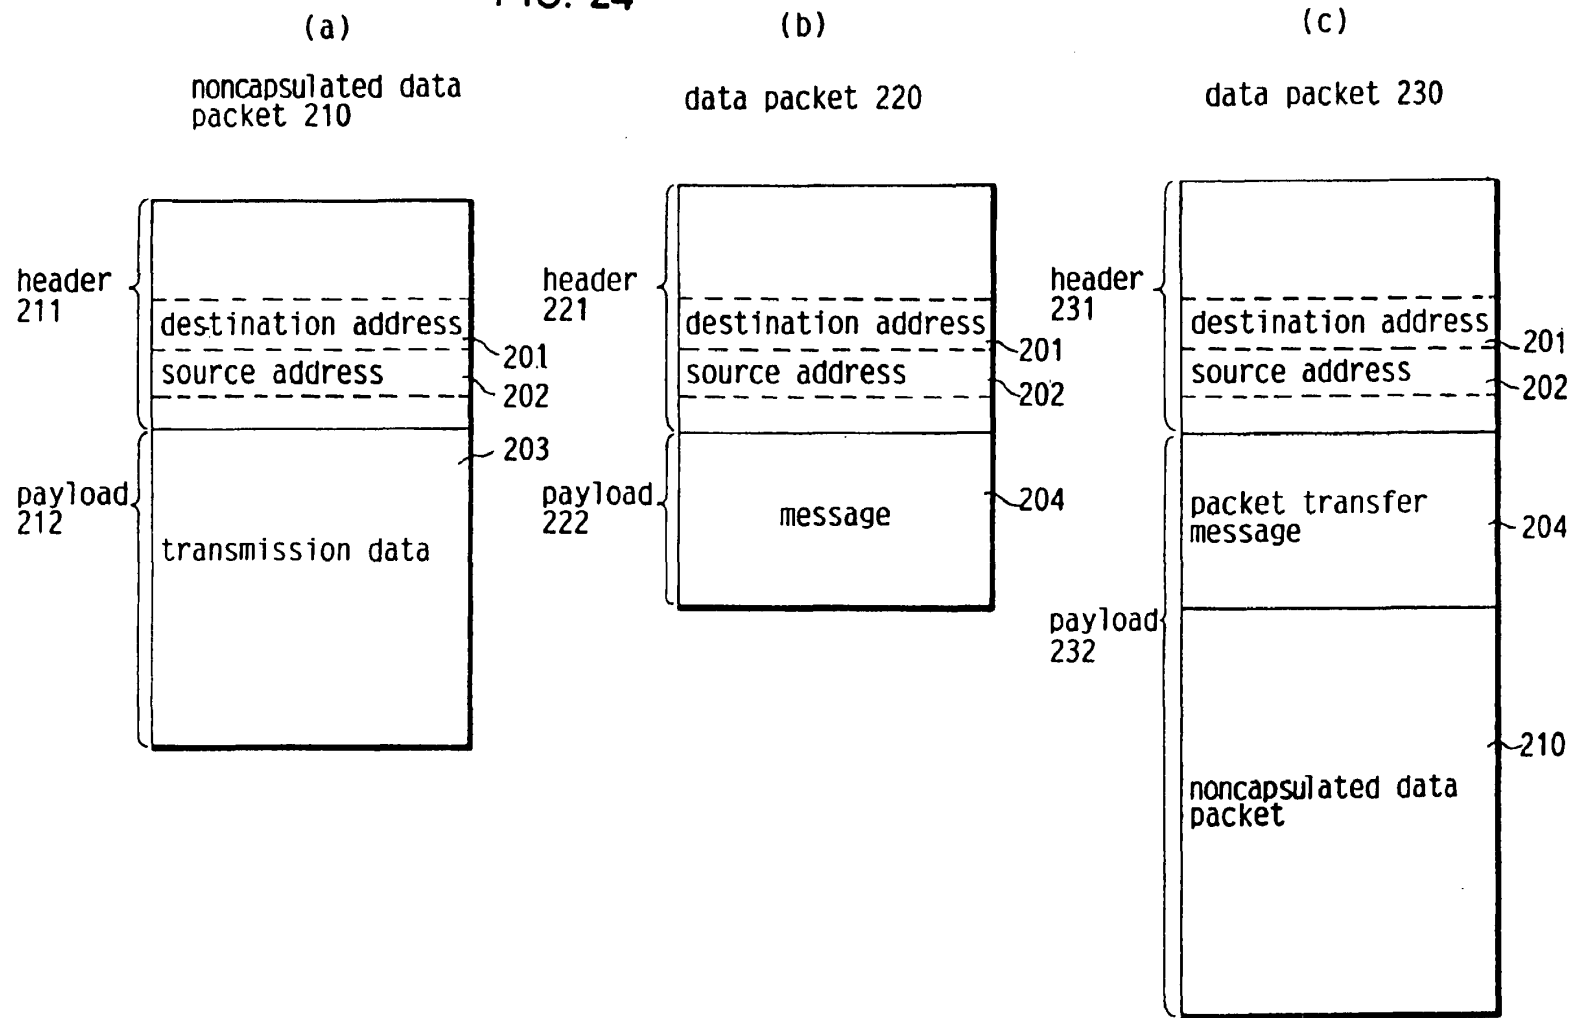 FIG. 24
(a)
noncapsulated data
packet 210
header
211
destination address
201
source address
202
203
payload
212
transmission data
(b)
data packet 220
header
221
destination address
201
source address
202
payload
222
message
204
(c)
data packet 230
header
231
destination address
201
source address
202
packet transfer
message
204
payload
232
210
noncapsulated data
packet